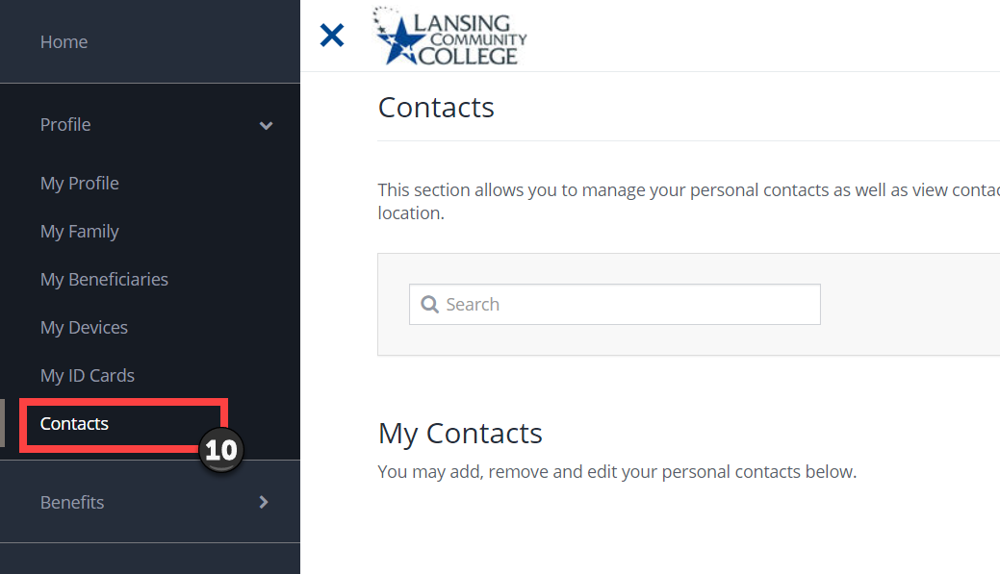 Home
Profile
My Profile
My Family
My Beneficiaries
My Devices
My ID Cards
Contacts
10
Benefits
LANSING
COMMUNITY
COLLEGE
Contacts
This section allows you to manage your personal contacts as well as view
location.
Search
My Contacts
You may add, remove and edit your personal contacts below.